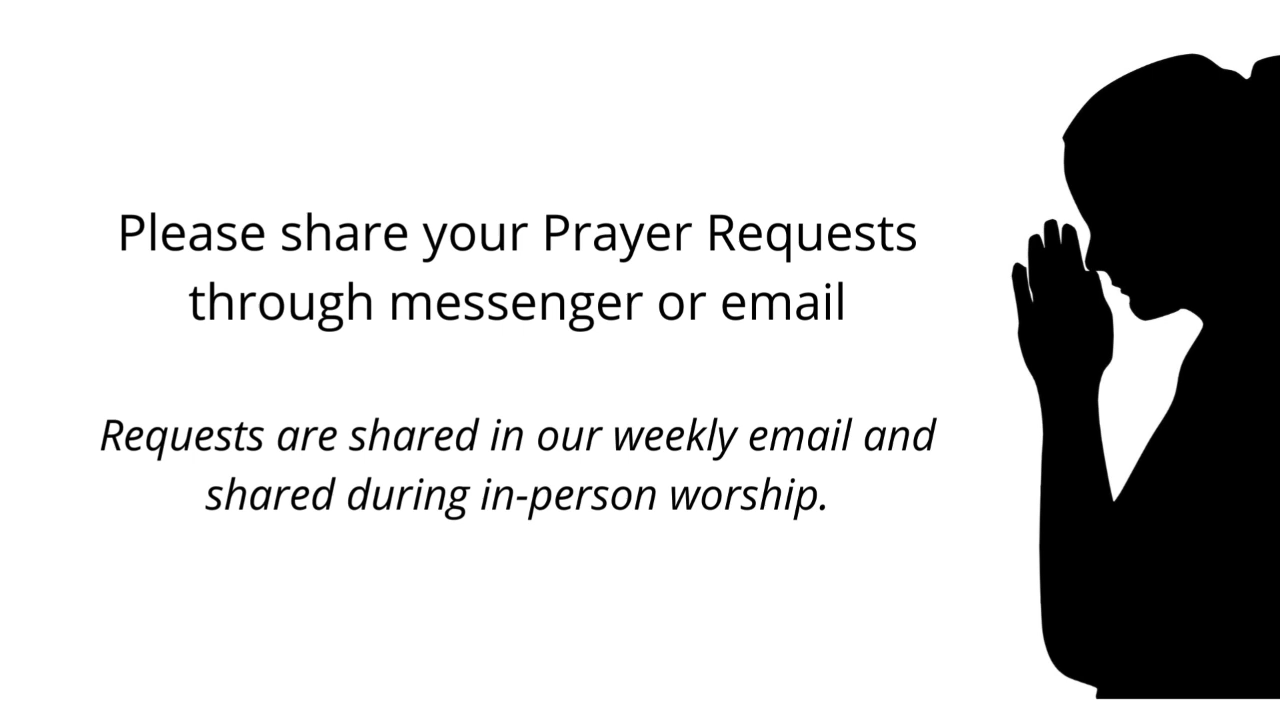 Please share your Prayer Requests
through messenger or email
Requests are shared in our weekly email and
shared during in-person worship.